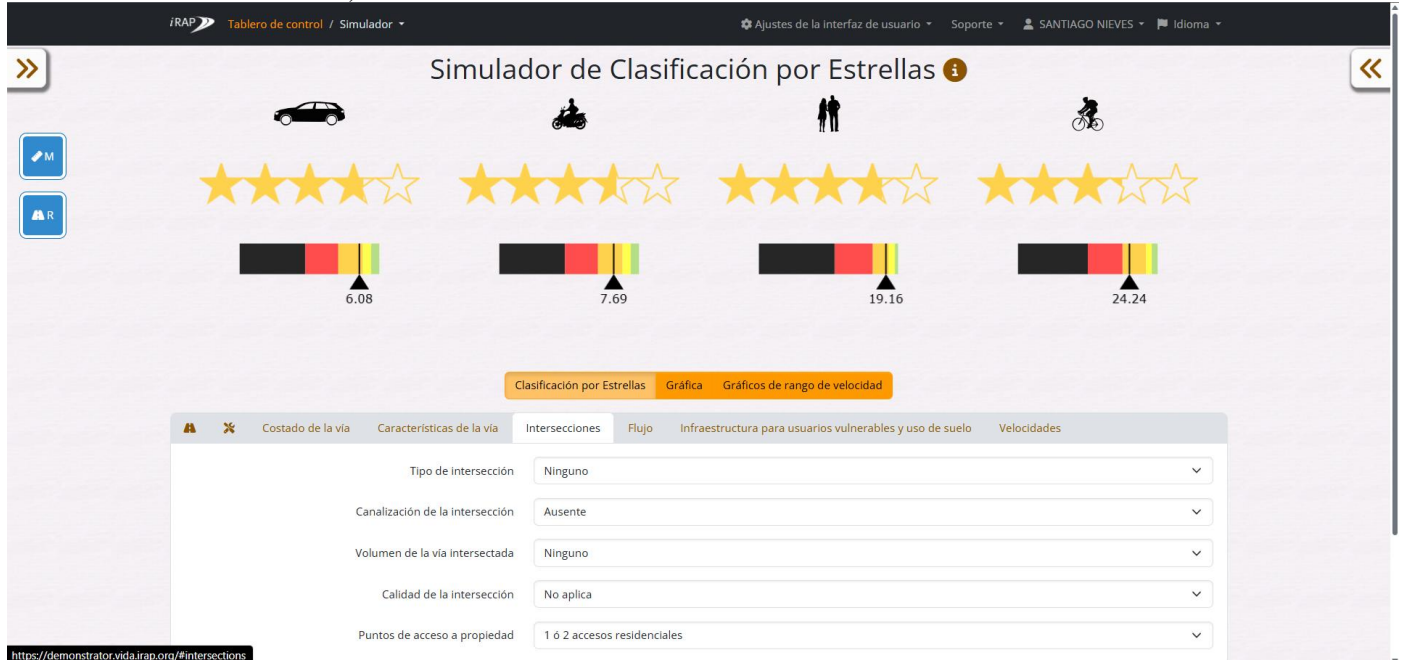 iRAP Tablero de control / Simulador Ajustes de la interfaz de usuario Soporte SANTIAGO NIEVES Idioma
Simulador de Clasificación por Estrellas
M
R
6.08 7.69 19.16 24.24
Clasificación por Estrellas Gráfica Gráficos de rango de velocidad
Costado de la vía Características de la vía Intersecciones Flujo Infraestructura para usuarios vulnerables y uso de suelo Velocidades
Tipo de intersección Ninguno
Canalización de la intersección Ausente
Volumen de la vía intersectada Ninguno
Calidad de la intersección No aplica
Puntos de acceso a propiedad 1 ó 2 accesos residenciales
https://demonstrator.vida.irap.org/#intersections